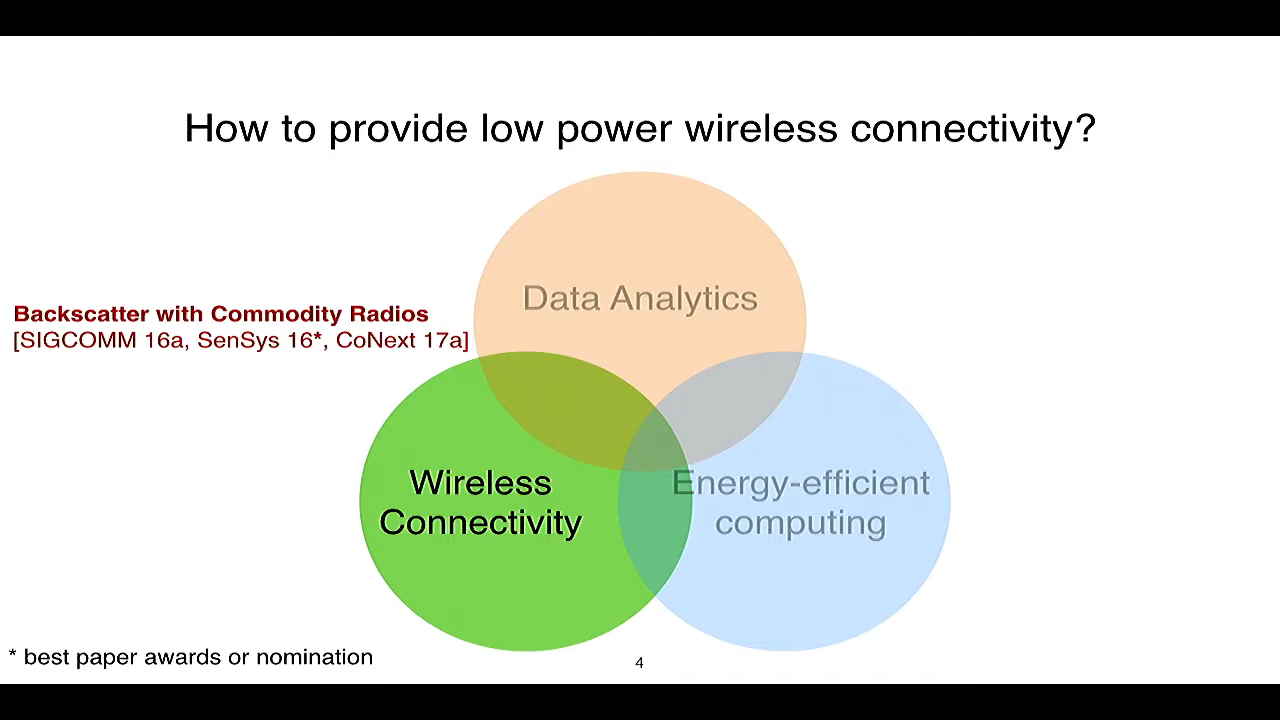 How to provide low power wireless connectivity?
Data Analytics
Backscatter with Commodity Radios
[SIGCOMM 16a, SenSys 16*, CoNext 17a]
Wireless
Connectivity
Energy-efficient
computing
* best paper awards or nomination
4